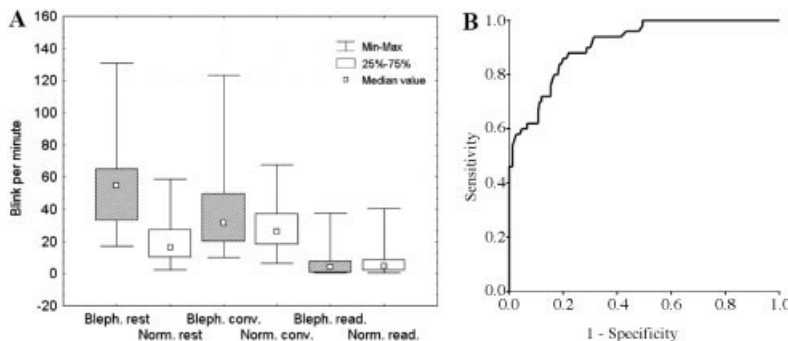 A
160
140
120
100
80
60
40
20
0
-20
Blink per minute
Min-Max
25%-75%
Median value
Bleph. rest
Norm. rest
Bleph. conv.
Norm. conv.
Bleph. read.
Norm. read.
B
1.0
0.8
0.6
0.4
0.2
0.0
Sensitivity
0.0 0.2 0.4 0.6 0.8 1.0
1 - Specificity